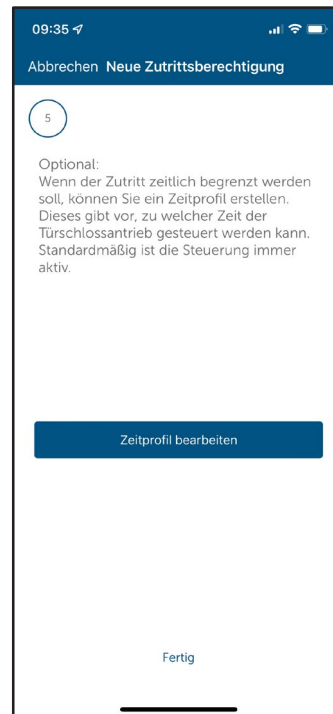 09:35
Abbrechen Neue Zutrittsberechtigung
5
Optional:
Wenn der Zutritt zeitlich begrenzt werden
soll, können Sie ein Zeitprofil erstellen.
Dieses gibt vor, zu welcher Zeit der
Türschlossantrieb gesteuert werden kann.
Standardmäßig ist die Steuerung immer
aktiv.
Zeitprofil bearbeiten
Fertig